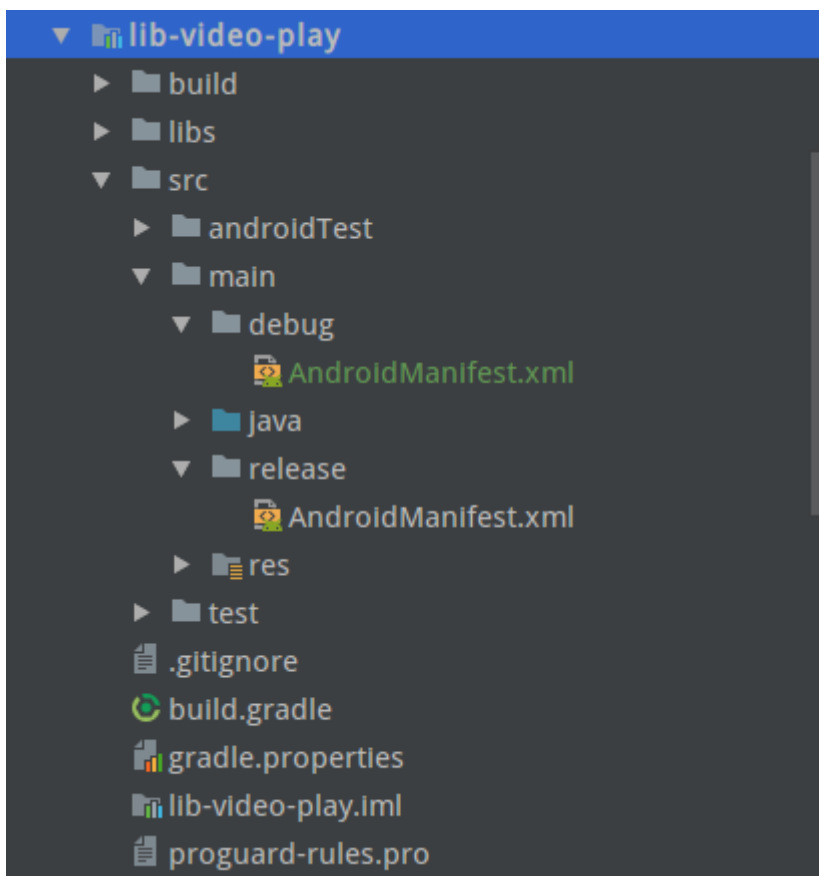 lib-video-play
build
libs
src
androidTest
main
debug
AndroidManifest.xml
java
release
AndroidManifest.xml
res
test
.gitignore
build.gradle
gradle.properties
lib-video-play.iml
proguard-rules.pro